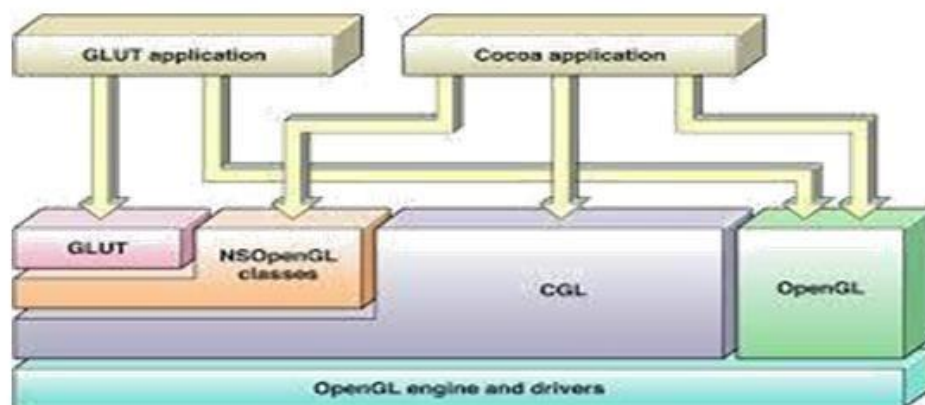 GLUT application
Cocoa application
GLUT
NSOpenGL
classes
CGL
OpenGL
OpenGL engine and drivers